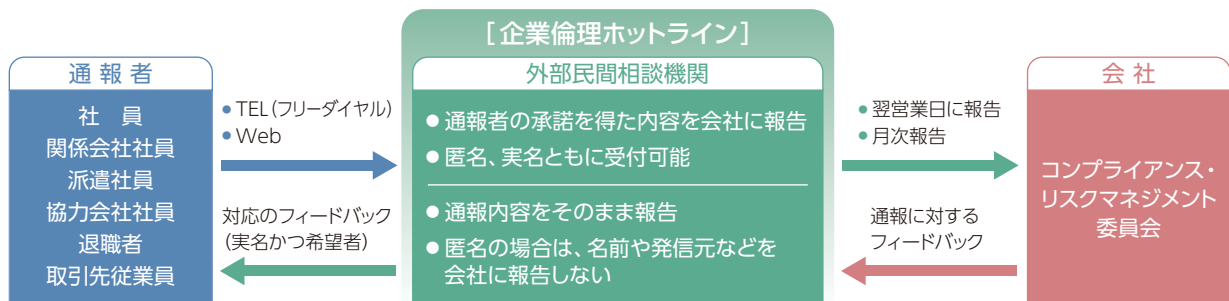 [企業倫理ホットライン]
通報者
社員
関係会社社員
派遣社員
協力会社社員
退職者
取引先従業員
● TEL(フリーダイヤル)
● Web
対応のフィードバック
(実名かつ希望者)
外部民間相談機関
● 通報者の承諾を得た内容を会社に報告
● 匿名、実名ともに受付可能
● 通報内容をそのまま報告
● 匿名の場合は、名前や発信元などを
会社に報告しない
● 翌営業日に報告
● 月次報告
通報に対する
フィードバック
会社
コンプライアンス・
リスクマネジメント
委員会